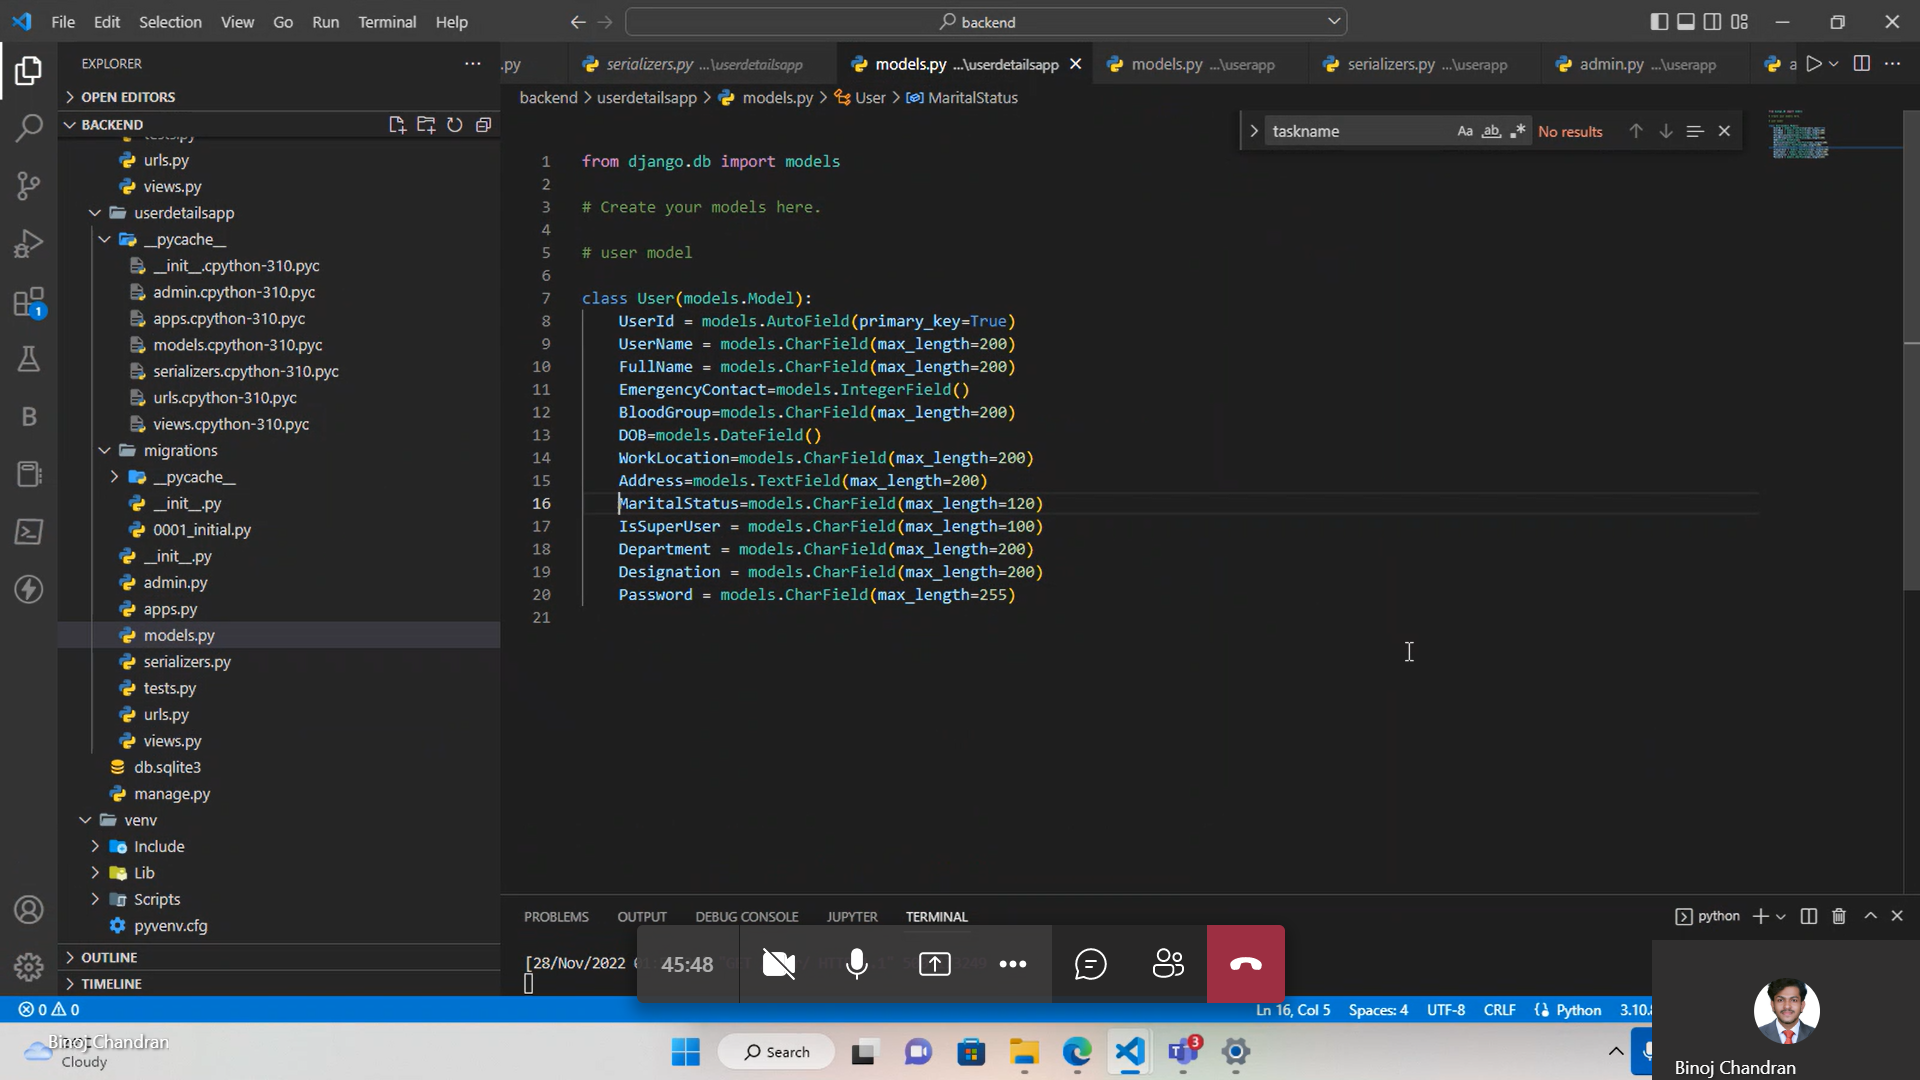 File Edit Selection View Go Run Terminal Help
backend
EXPLORER
.py
serializers.py ...\userdetailsapp
models.py ...\userdetailsapp
models.py ...\userapp
serializers.py ...\userapp
admin.py ...\userapp
a
OPEN EDITORS
backend > userdetailsapp > models.py > User > MaritalStatus
BACKEND
taskname
Aa ab
No results
tests.py
urls.py
views.py
userdetailsapp
__pycache__
__init__.cpython-310.pyc
admin.cpython-310.pyc
apps.cpython-310.pyc
models.cpython-310.pyc
serializers.cpython-310.pyc
urls.cpython-310.pyc
views.cpython-310.pyc
migrations
__pycache__
__init__.py
0001_initial.py
__init__.py
admin.py
apps.py
models.py
serializers.py
tests.py
urls.py
views.py
db.sqlite3
manage.py
venv
Include
Lib
Scripts
pyvenv.cfg
OUTLINE
TIMELINE
1 from django.db import models
2
3 # Create your models here.
4
5 # user model
6
7 class User(models.Model):
8 UserId = models.AutoField(primary_key=True)
9 UserName = models.CharField(max_length=200)
10 FullName = models.CharField(max_length=200)
11 EmergencyContact=models.IntegerField()
12 BloodGroup=models.CharField(max_length=200)
13 DOB=models.DateField()
14 WorkLocation=models.CharField(max_length=200)
15 Address=models.TextField(max_length=200)
16 MaritalStatus=models.CharField(max_length=120)
17 IsSuperUser = models.CharField(max_length=100)
18 Department = models.CharField(max_length=200)
19 Designation = models.CharField(max_length=200)
20 Password = models.CharField(max_length=255)
21
PROBLEMS OUTPUT DEBUG CONSOLE JUPYTER TERMINAL
python
[28/Nov/2022 0
45:48
0 0
Ln 16, Col 5 Spaces: 4 UTF-8 CRLF Python 3.10.
Binoj Chandran
Cloudy
Search
3
1
Binoj Chandran